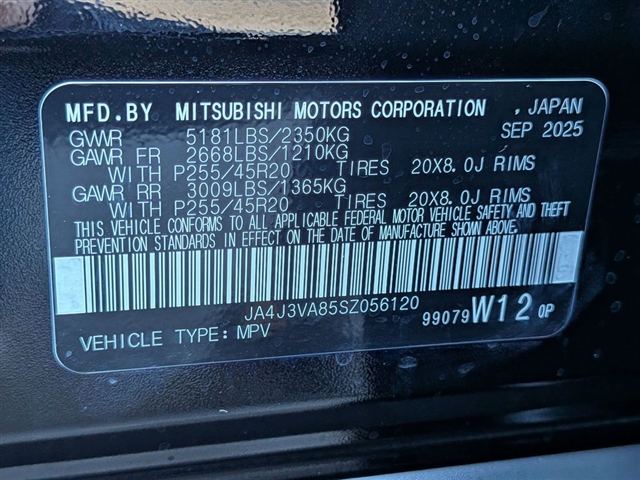 MFD.BY MITSUBISHI MOTORS CORPORATION , JAPAN
GVWR 5181LBS/2350KG SEP 2025
GAWR FR 2668LBS/1210KG
WITH P255/45R20 TIRES 20X8.0J RIMS
GAWR RR 3009LBS/1365KG
WITH P255/45R20 TIRES 20X8.0J RIMS
THIS VEHICLE CONFORMS TO ALL APPLICABLE FEDERAL MOTOR VEHICLE SAFETY AND THEFT
PREVENTION STANDARDS IN EFFECT ON THE DATE OF MANUFACTURE SHOWN ABOVE.
JA4J3VA85SZ056120
VEHICLE TYPE: MPV 99079 W12 0P